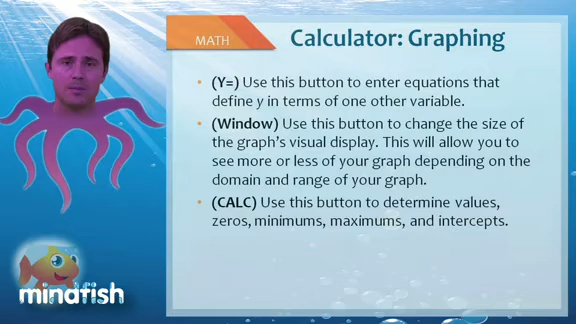 MATH
Calculator: Graphing
• (Y=) Use this button to enter equations that
define y in terms of one other variable.
• (Window) Use this button to change the size of
the graph's visual display. This will allow you to
see more or less of your graph depending on the
domain and range of your graph.
• (CALC) Use this button to determine values,
zeros, minimums, maximums, and intercepts.
mindfish